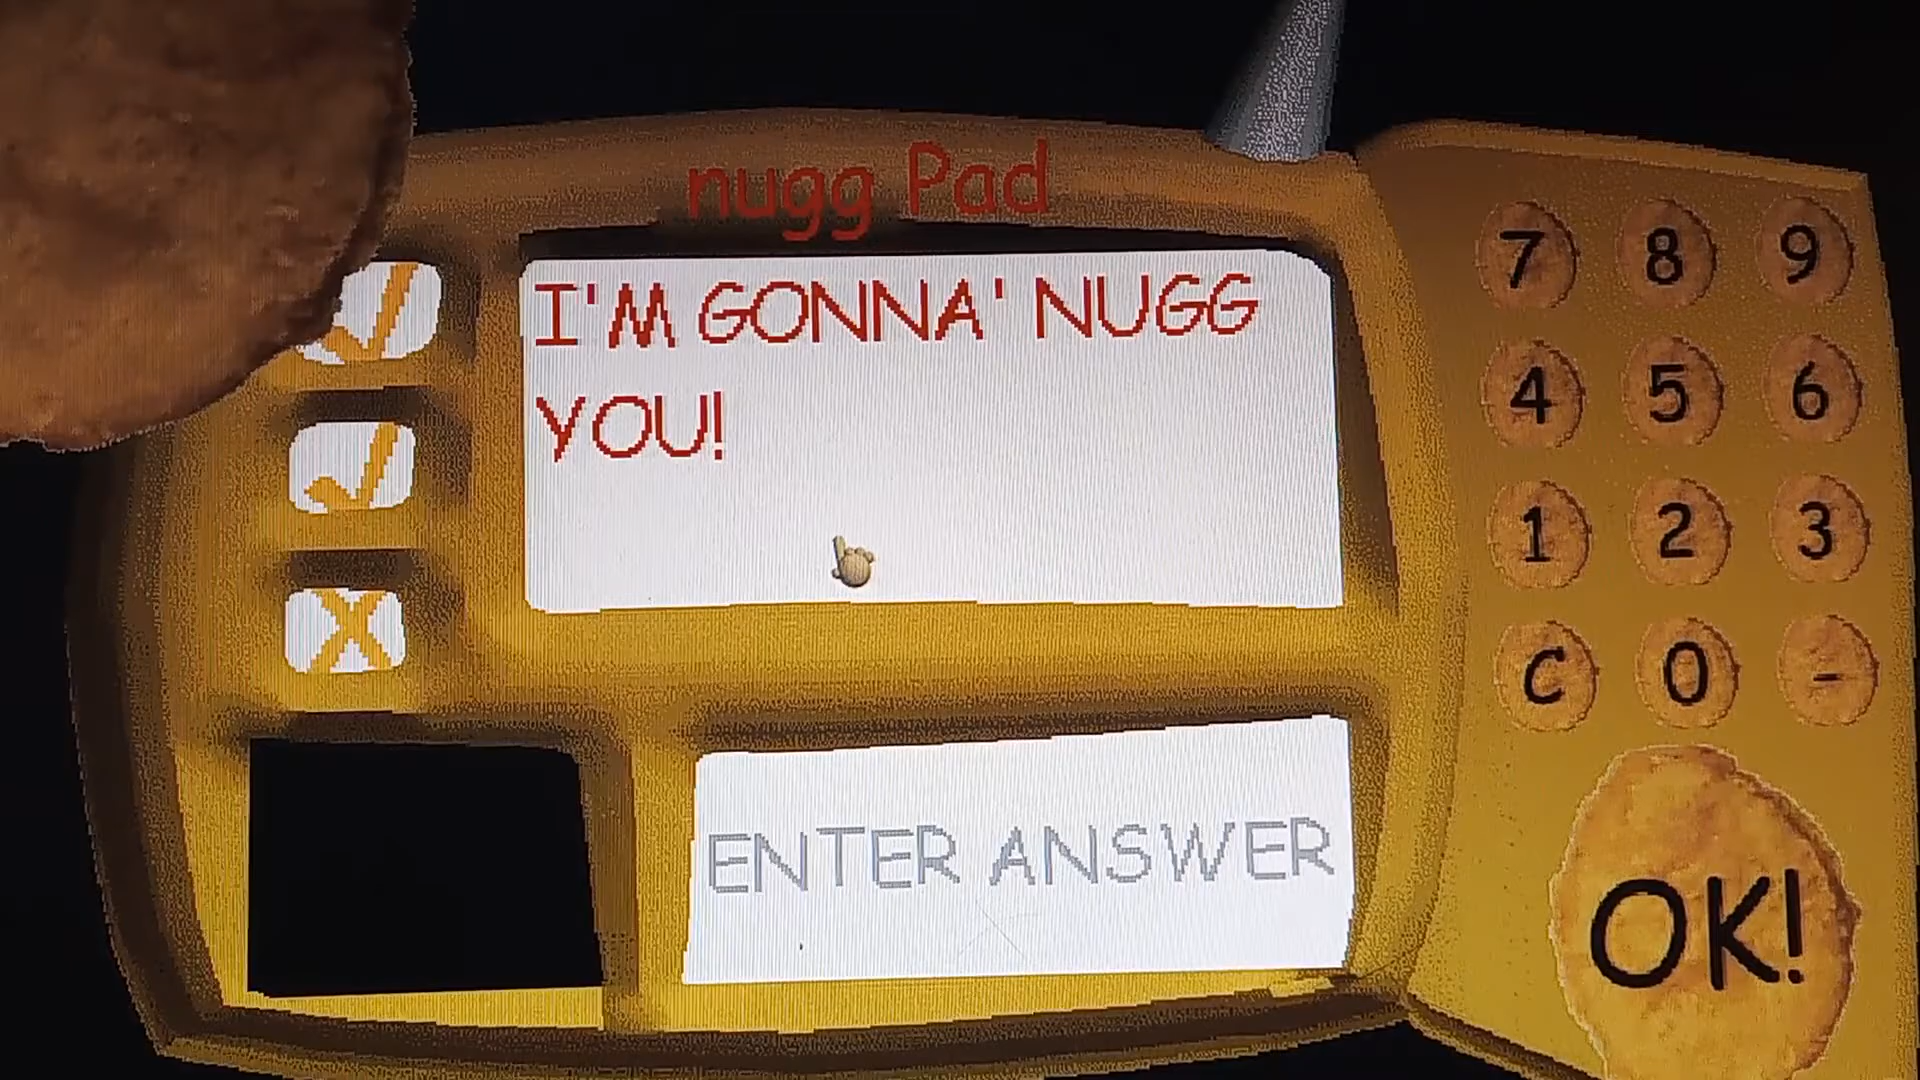 nugg Pad
I'M GONNA' NUGG
YOU!
7 8 9
4 5 6
1 2 3
C 0 -
ENTER ANSWER
OK!